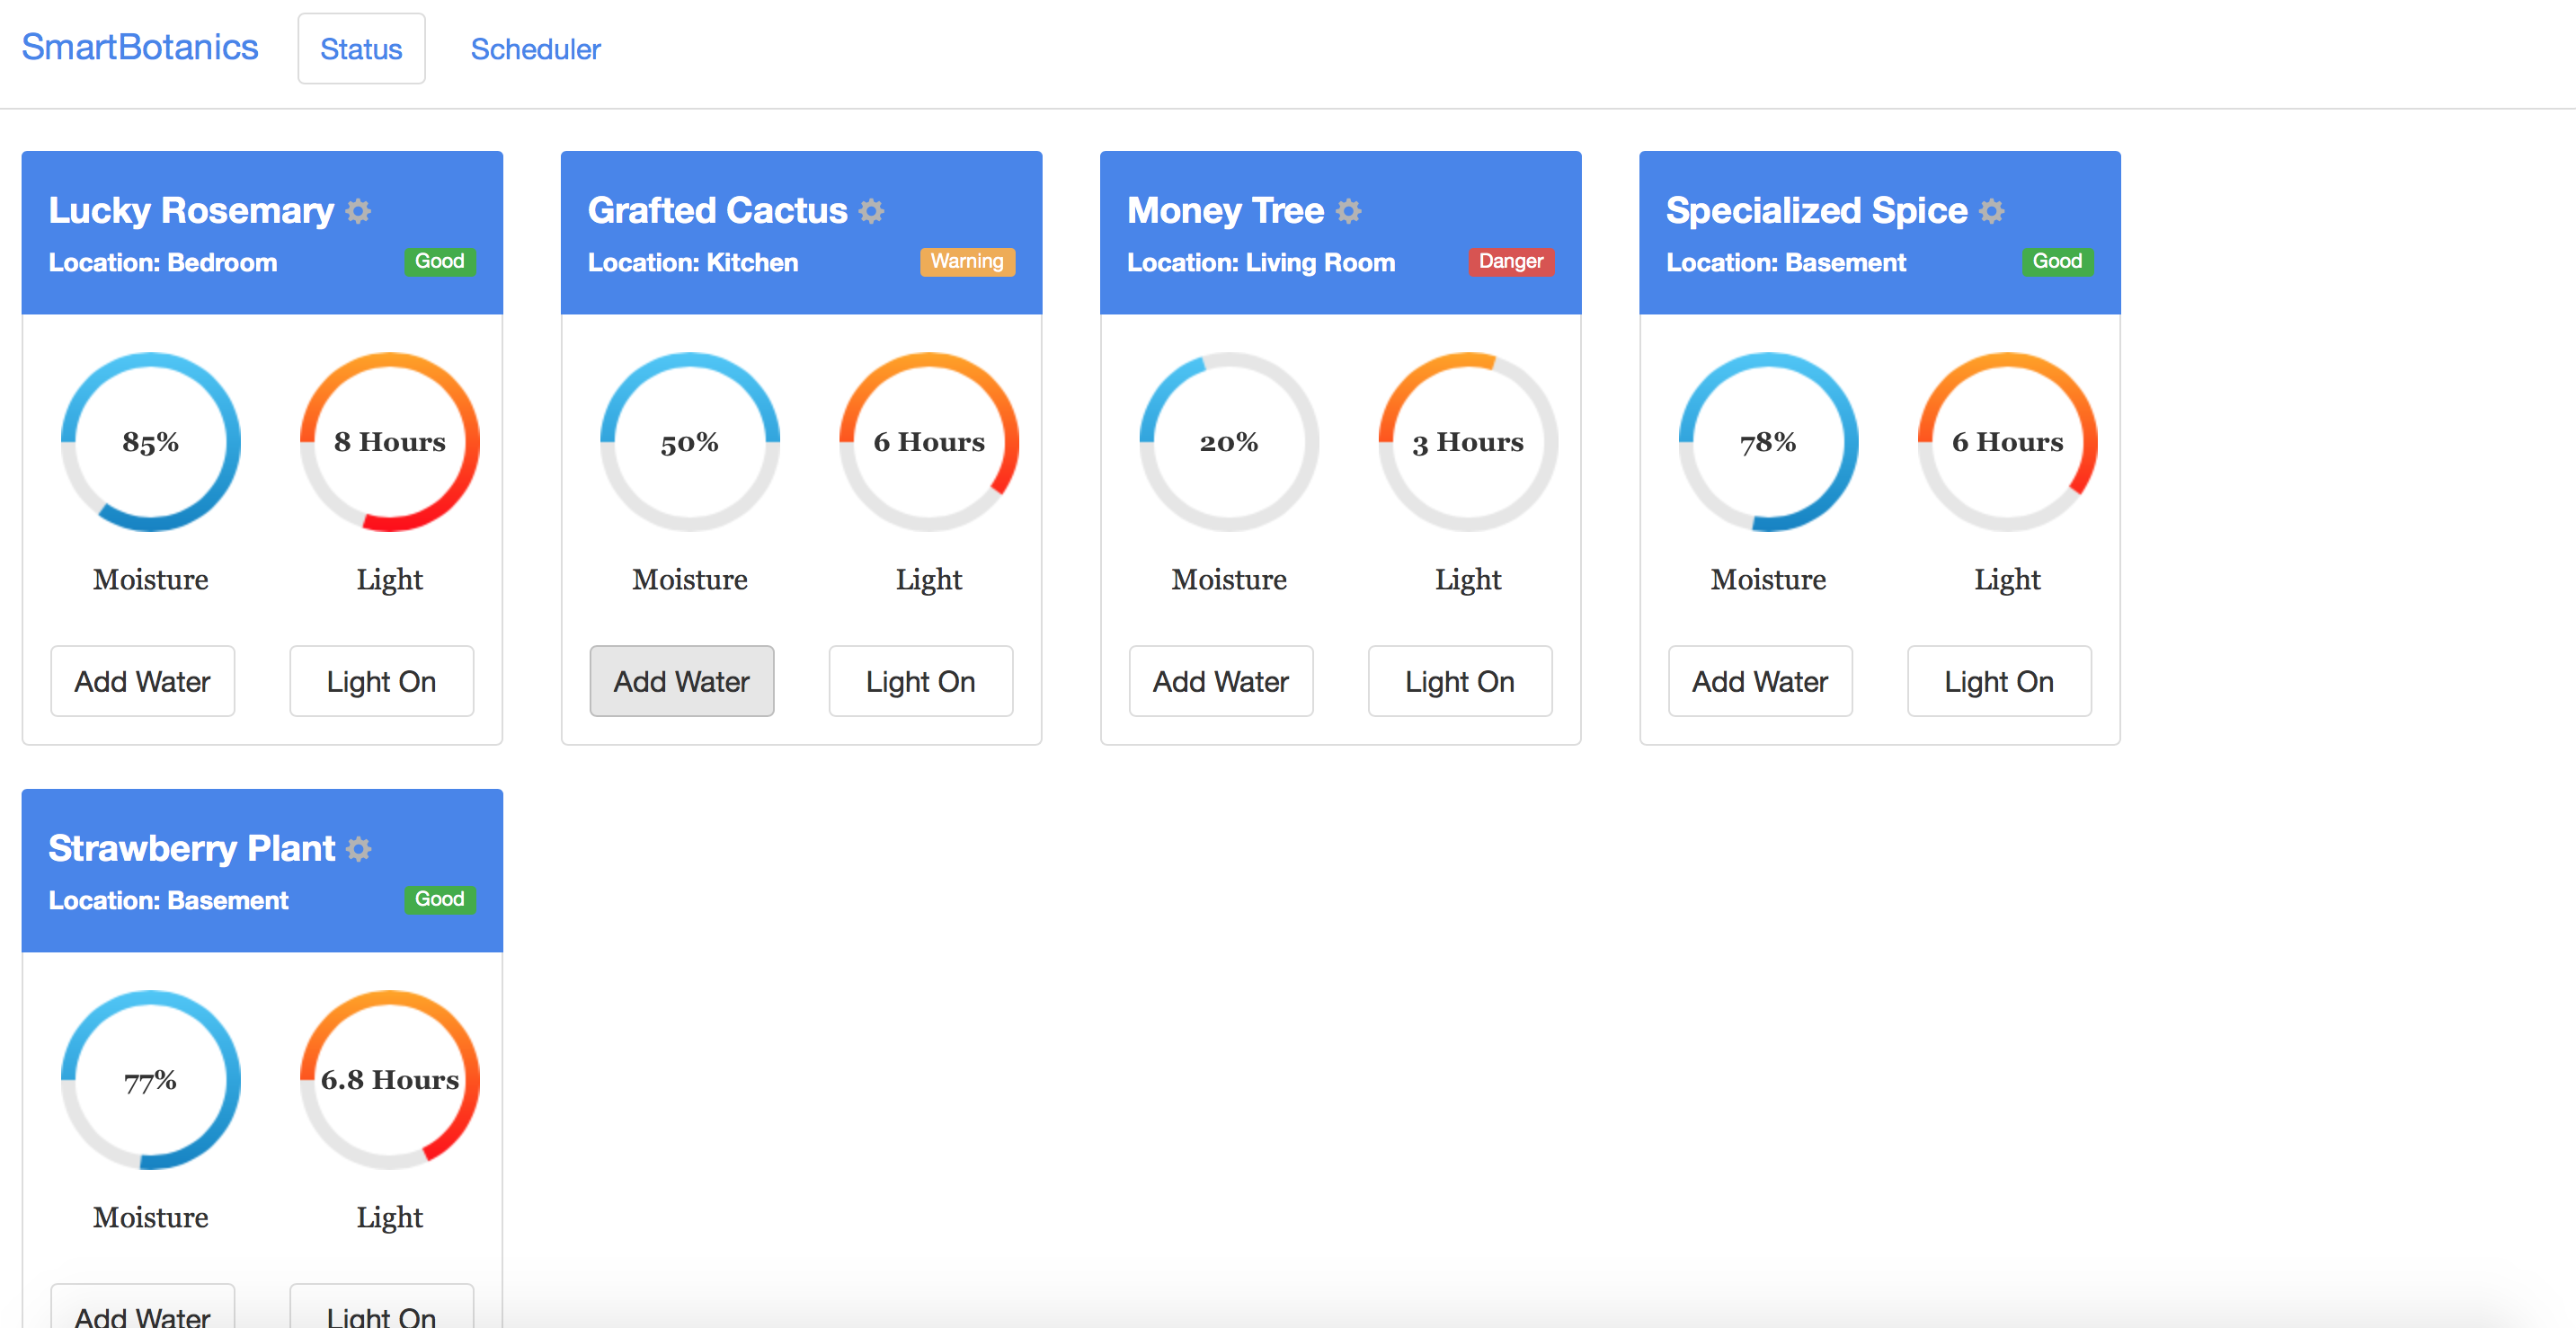 SmartBotanics Status Scheduler
Lucky Rosemary
Location: Bedroom Good
85% 8 Hours
Moisture Light
Add Water Light On
Grafted Cactus
Location: Kitchen Warning
50% 6 Hours
Moisture Light
Add Water Light On
Money Tree
Location: Living Room Danger
20% 3 Hours
Moisture Light
Add Water Light On
Specialized Spice
Location: Basement Good
78% 6 Hours
Moisture Light
Add Water Light On
Strawberry Plant
Location: Basement Good
77% 6.8 Hours
Moisture Light
Add Water Light On